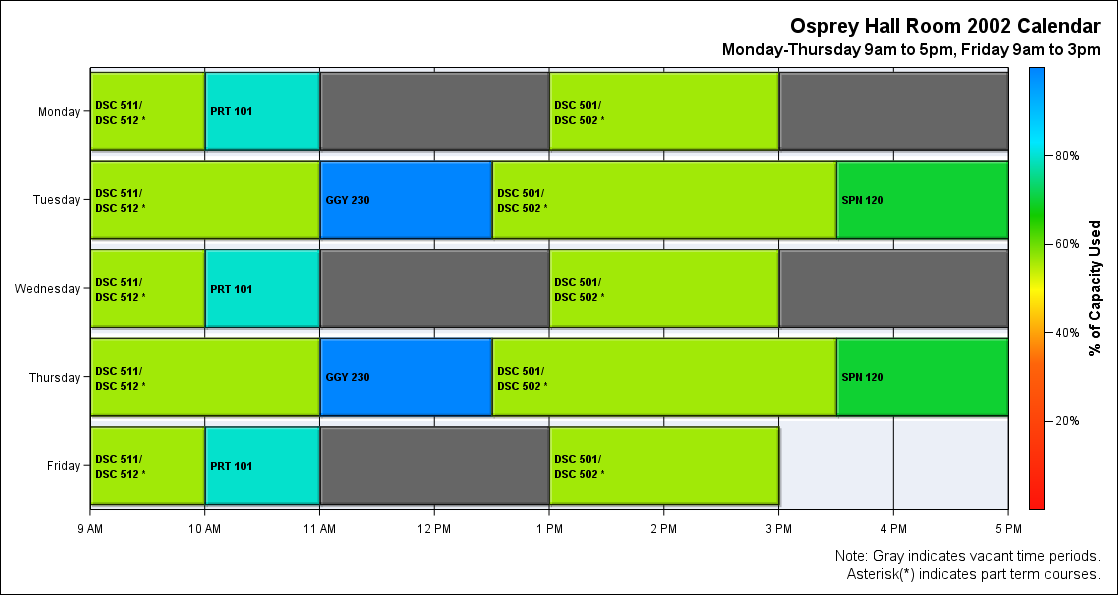 Osprey Hall Room 2002 Calendar
Monday-Thursday 9am to 5pm, Friday 9am to 3pm
Monday
DSC 511/
DSC 512 *
PRT 101
DSC 501/
DSC 502 *
Tuesday
DSC 511/
DSC 512 *
GGY 230
DSC 501/
DSC 502 *
SPN 120
Wednesday
DSC 511/
DSC 512 *
PRT 101
DSC 501/
DSC 502 *
Thursday
DSC 511/
DSC 512 *
GGY 230
DSC 501/
DSC 502 *
SPN 120
Friday
DSC 511/
DSC 512 *
PRT 101
DSC 501/
DSC 502 *
9 AM
10 AM
11 AM
12 PM
1 PM
2 PM
3 PM
4 PM
5 PM
80%
60%
40%
20%
% of Capacity Used
Note: Gray indicates vacant time periods.
Asterisk(*) indicates part term courses.